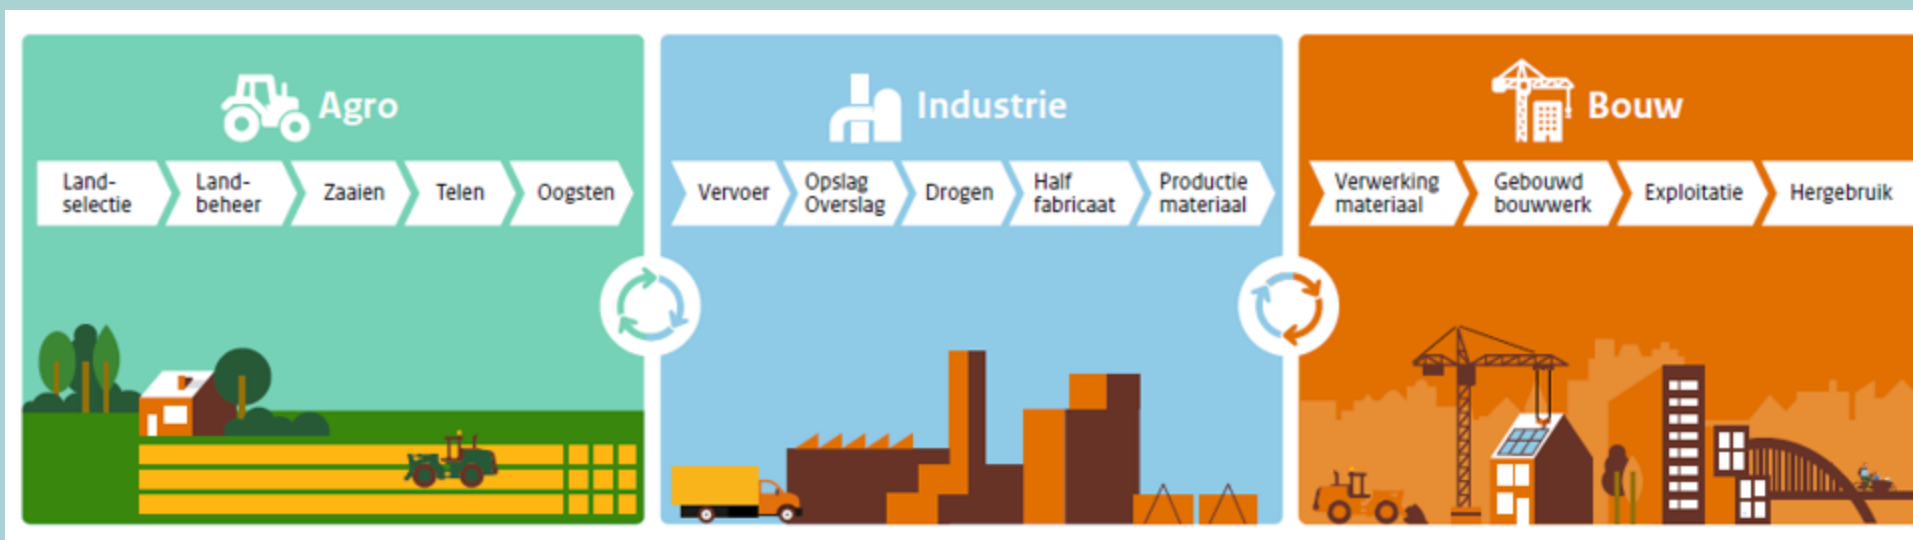 Agro
Land-
selectie
Land-
beheer
Zaaien
Telen
Oogsten
Industrie
Vervoer
Opslag
Overslag
Drogen
Half
fabricaat
Productie
materiaal
Bouw
Verwerking
materiaal
Gebouwd
bouwwerk
Exploitatie
Hergebruik